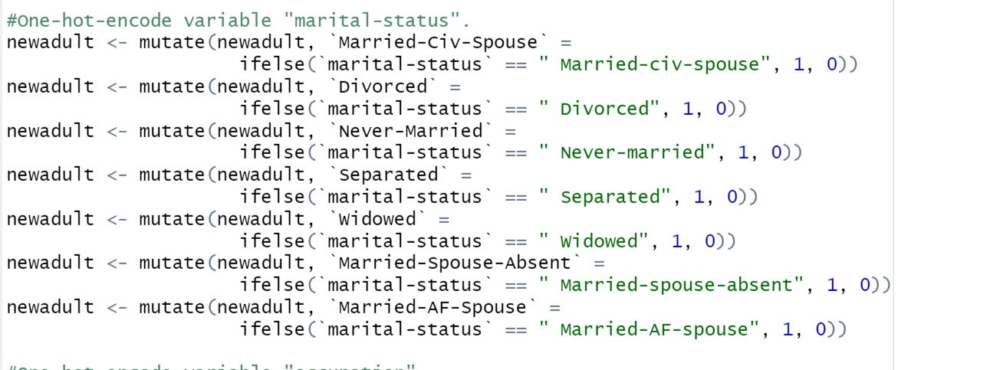 #One-hot-encode variable "marital-status".
newadult <- mutate(newadult, `Married-Civ-Spouse` =
                     ifelse(`marital-status` == " Married-civ-spouse", 1, 0))
newadult <- mutate(newadult, `Divorced` =
                     ifelse(`marital-status` == " Divorced", 1, 0))
newadult <- mutate(newadult, `Never-Married` =
                     ifelse(`marital-status` == " Never-married", 1, 0))
newadult <- mutate(newadult, `Separated` =
                     ifelse(`marital-status` == " Separated", 1, 0))
newadult <- mutate(newadult, `Widowed` =
                     ifelse(`marital-status` == " Widowed", 1, 0))
newadult <- mutate(newadult, `Married-Spouse-Absent` =
                     ifelse(`marital-status` == " Married-spouse-absent", 1, 0))
newadult <- mutate(newadult, `Married-AF-Spouse` =
                     ifelse(`marital-status` == " Married-AF-spouse", 1, 0))
#One-hot-encode variable "occupation"